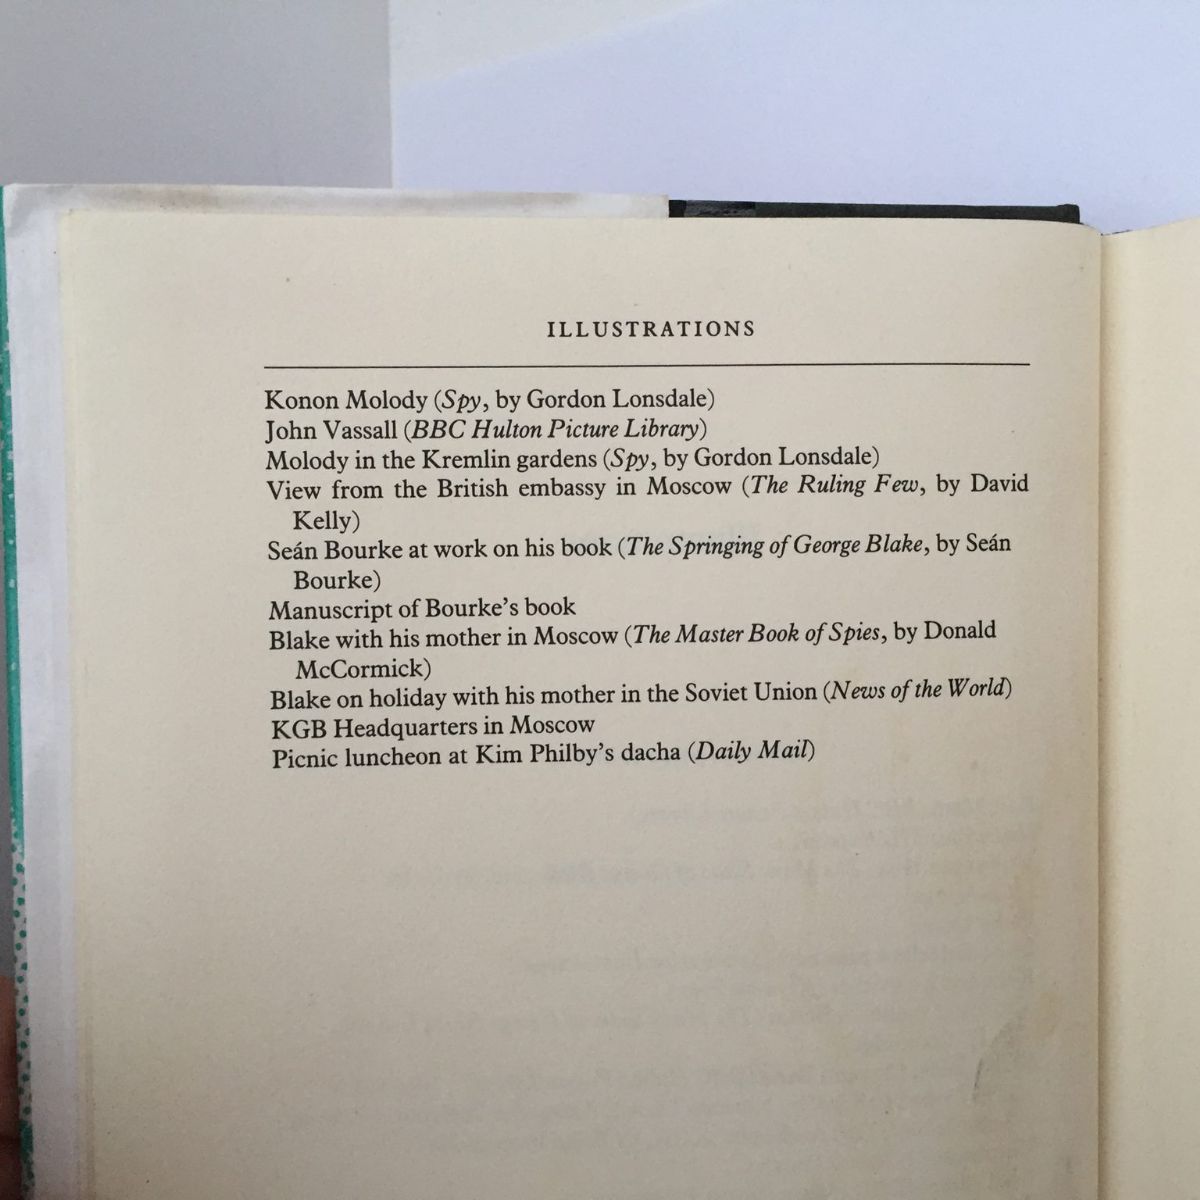 ILLUSTRATIONS
Konon Molody (Spy, by Gordon Lonsdale)
John Vassall (BBC Hulton Picture Library)
Molody in the Kremlin gardens (Spy, by Gordon Lonsdale)
View from the British embassy in Moscow (The Ruling Few, by David
Kelly)
Seán Bourke at work on his book (The Springing of George Blake, by Seán
Bourke)
Manuscript of Bourke's book
Blake with his mother in Moscow (The Master Book of Spies, by Donald
McCormick)
Blake on holiday with his mother in the Soviet Union (News of the World)
KGB Headquarters in Moscow
Picnic luncheon at Kim Philby's dacha (Daily Mail)